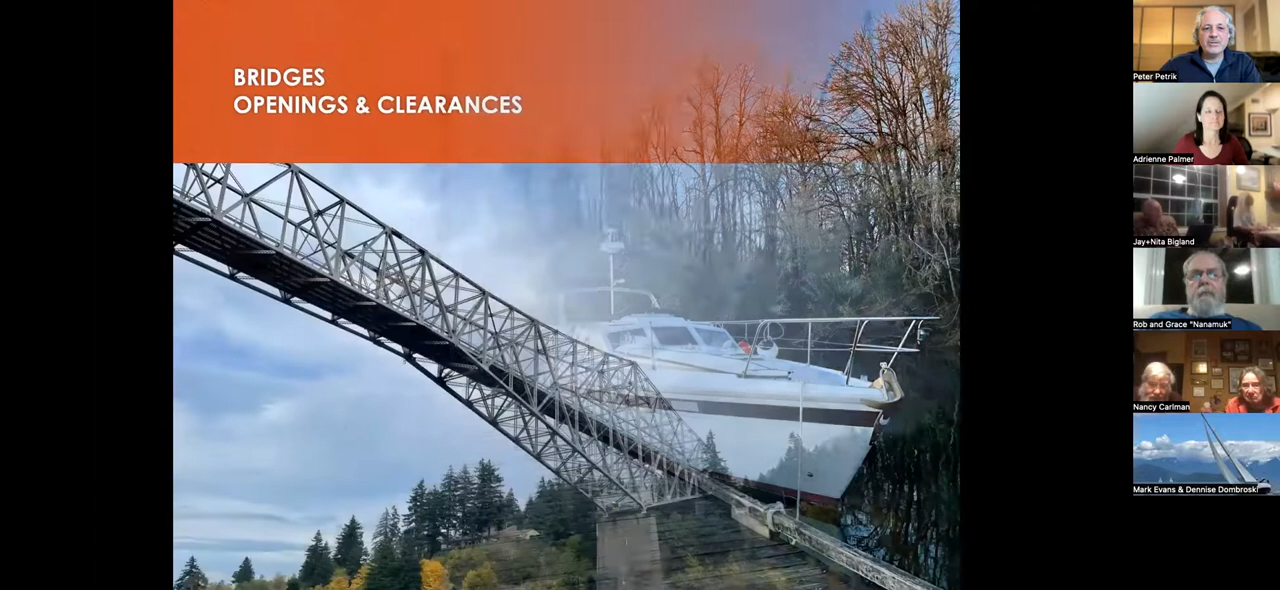 BRIDGES
OPENINGS & CLEARANCES
Peter Petrik
Adrienne Palmer
Jay+Nita Bigland
Rob and Grace "Nanamuk"
Nancy Carlman
Mark Evans & Dennise Dombroski